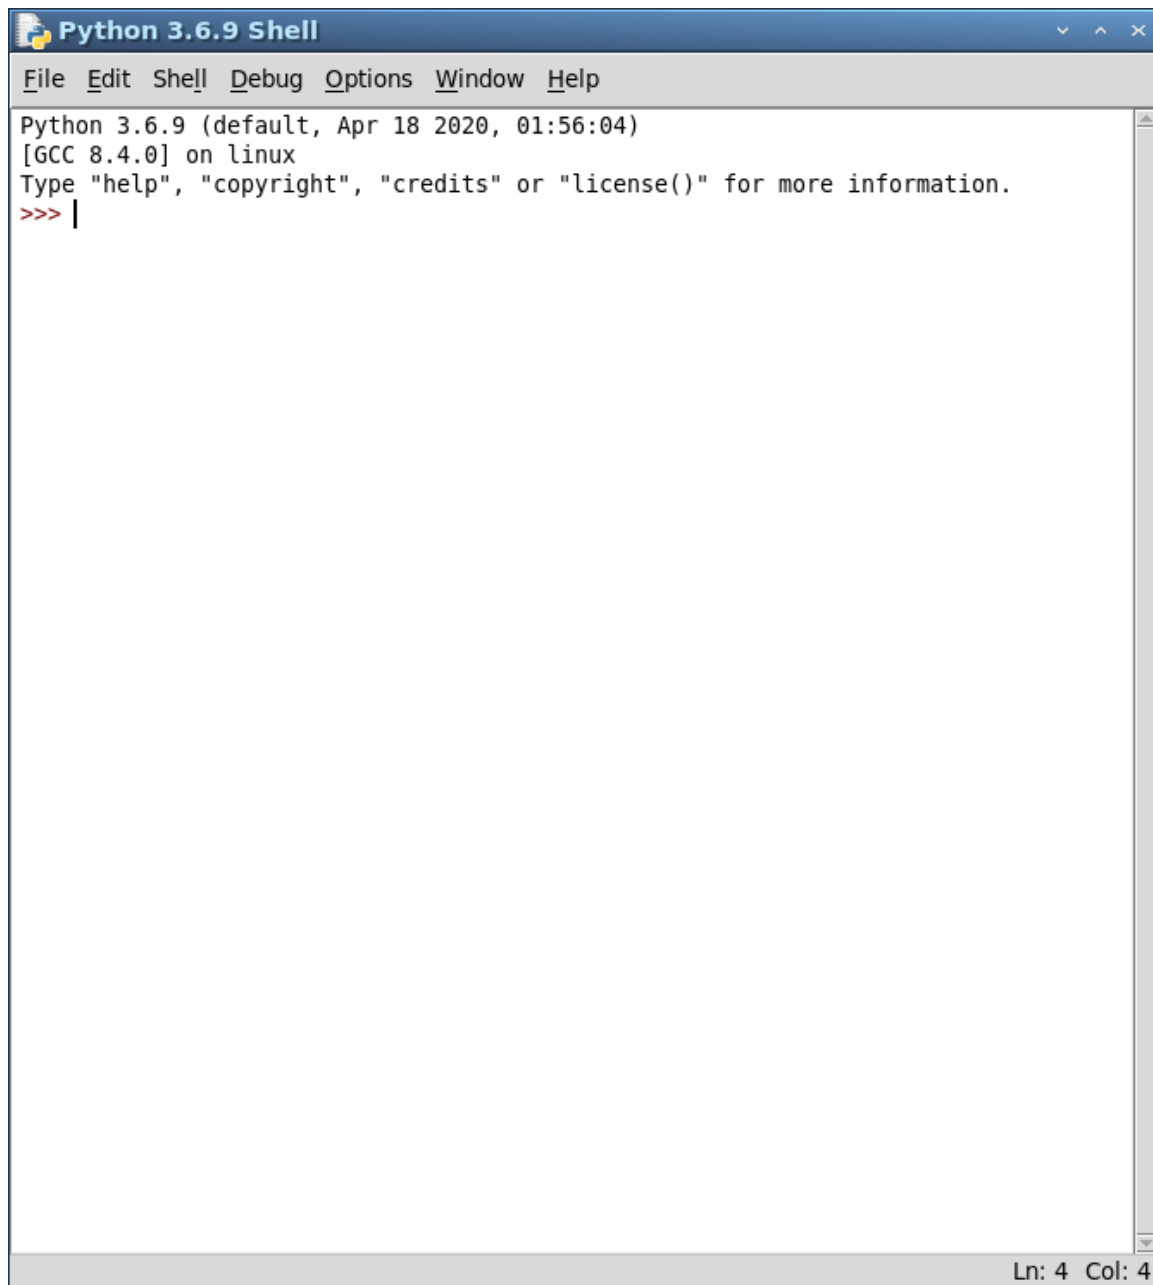 Python 3.6.9 Shell
File Edit Shell Debug Options Window Help
Python 3.6.9 (default, Apr 18 2020, 01:56:04)
[GCC 8.4.0] on linux
Type "help", "copyright", "credits" or "license()" for more information.
>>>
Ln: 4 Col: 4